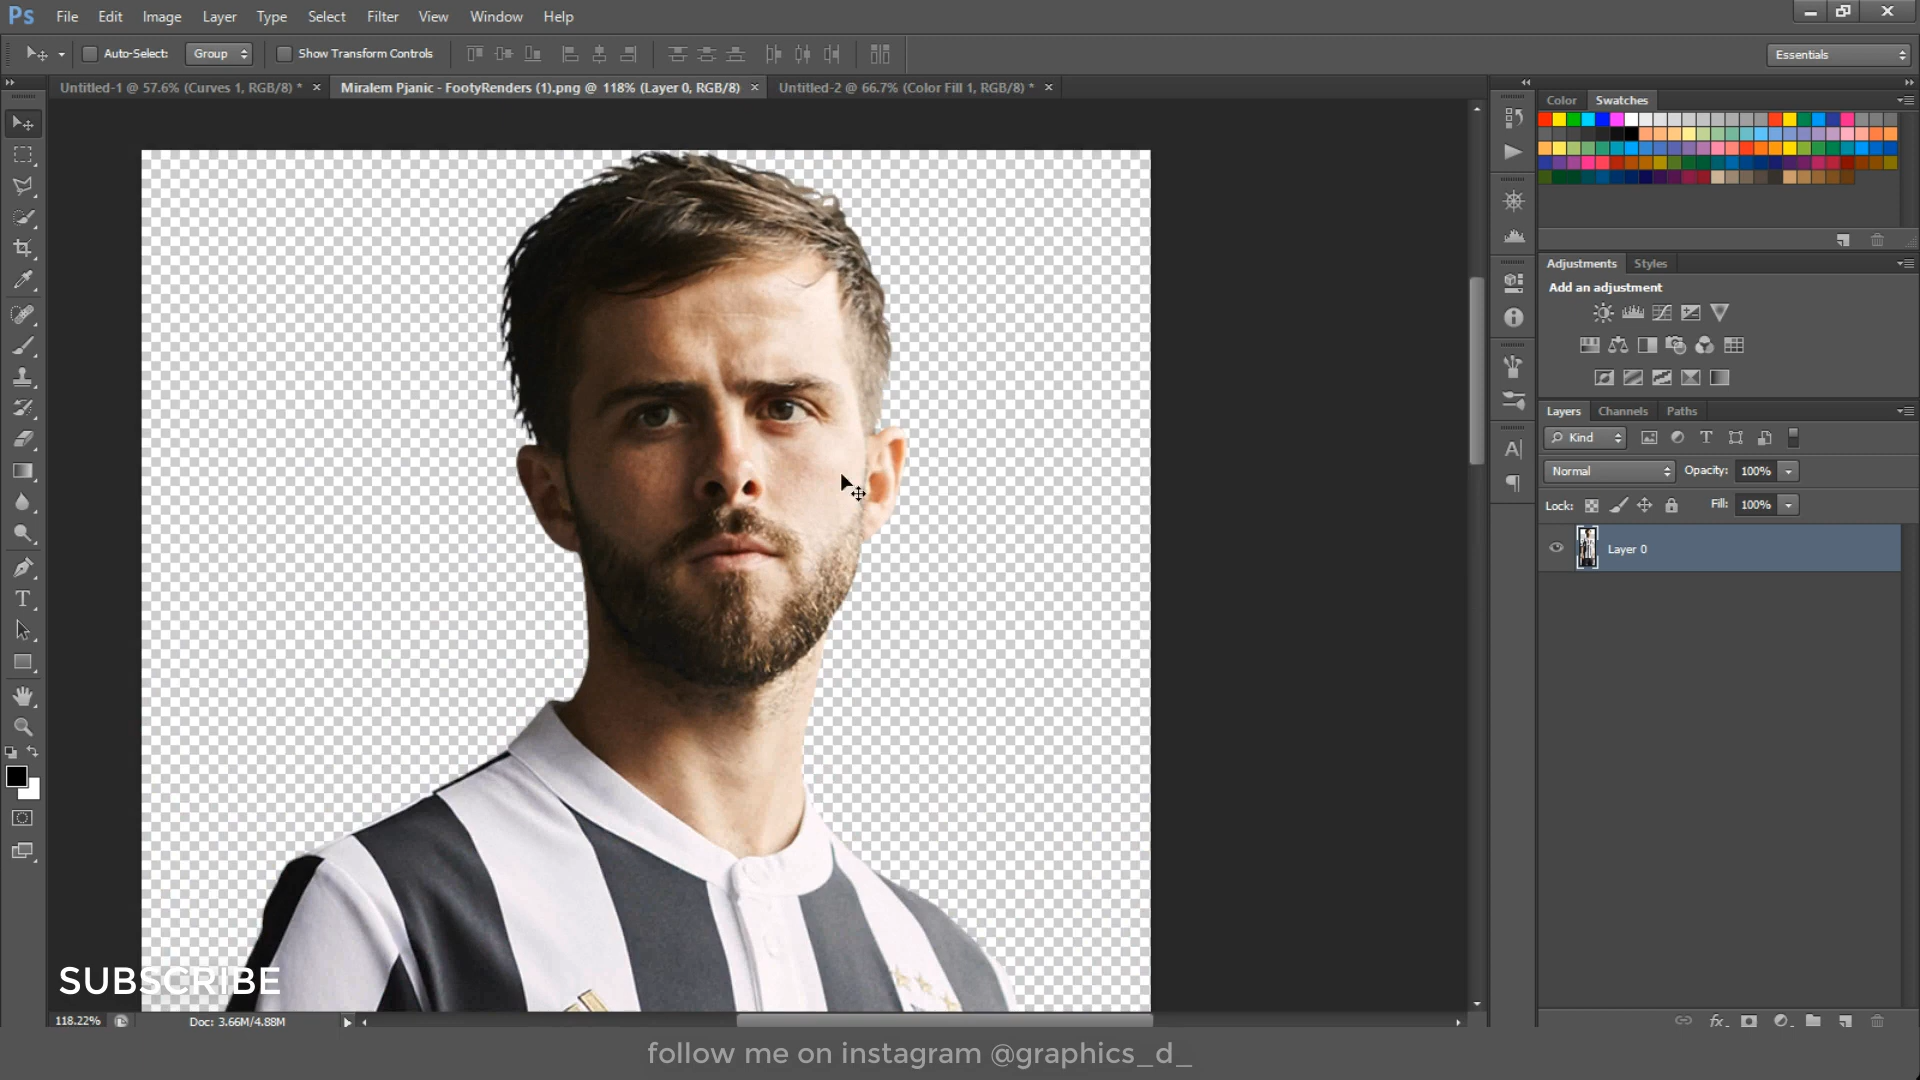 Ps File Edit Image Layer Type Select Filter View Window Help
Auto-Select: Group Show Transform Controls Essentials
Untitled-1 @ 57.6% (Curves 1, RGB/8) * × Miralem Pjanic - FootyRenders (1).png @ 118% (Layer 0, RGB/8) × Untitled-2 @ 66.7% (Color Fill 1, RGB/8) * ×
Color Swatches
Adjustments Styles
Add an adjustment
Layers Channels Paths
Kind
Normal Opacity: 100%
Lock: Fill: 100%
Layer 0
SUBSCRIBE
118.22% Doc: 3.66M/4.88M
follow me on instagram @graphics_d_